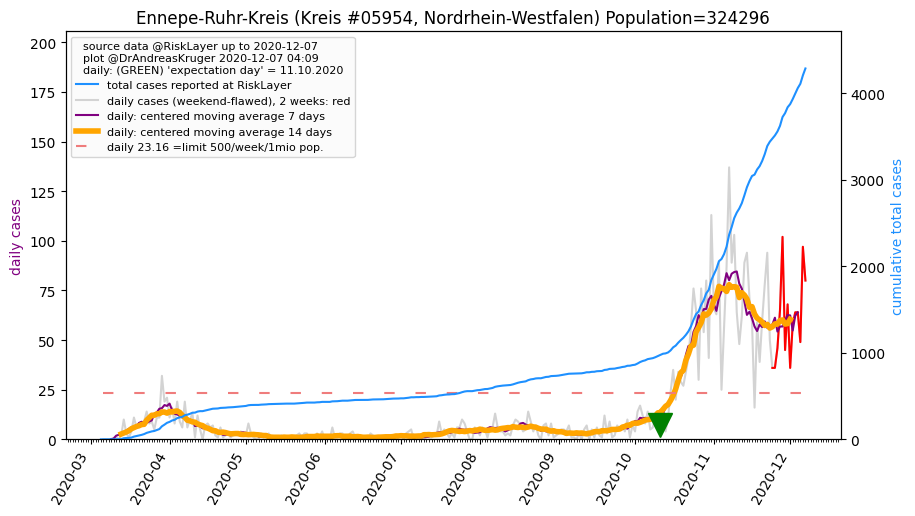 Ennepe-Ruhr-Kreis (Kreis #05954, Nordrhein-Westfalen) Population=324296
source data @RiskLayer up to 2020-12-07
plot @DrAndreasKruger 2020-12-07 04:09
daily: (GREEN) 'expectation day' = 11.10.2020
total cases reported at RiskLayer
daily cases (weekend-flawed), 2 weeks: red
daily: centered moving average 7 days
daily: centered moving average 14 days
daily 23.16 =limit 500/week/1mio pop.
daily cases
200
175
150
125
100
75
50
25
0
cumulative total cases
4000
3000
2000
1000
0
2020-03
2020-04
2020-05
2020-06
2020-07
2020-08
2020-09
2020-10
2020-11
2020-12